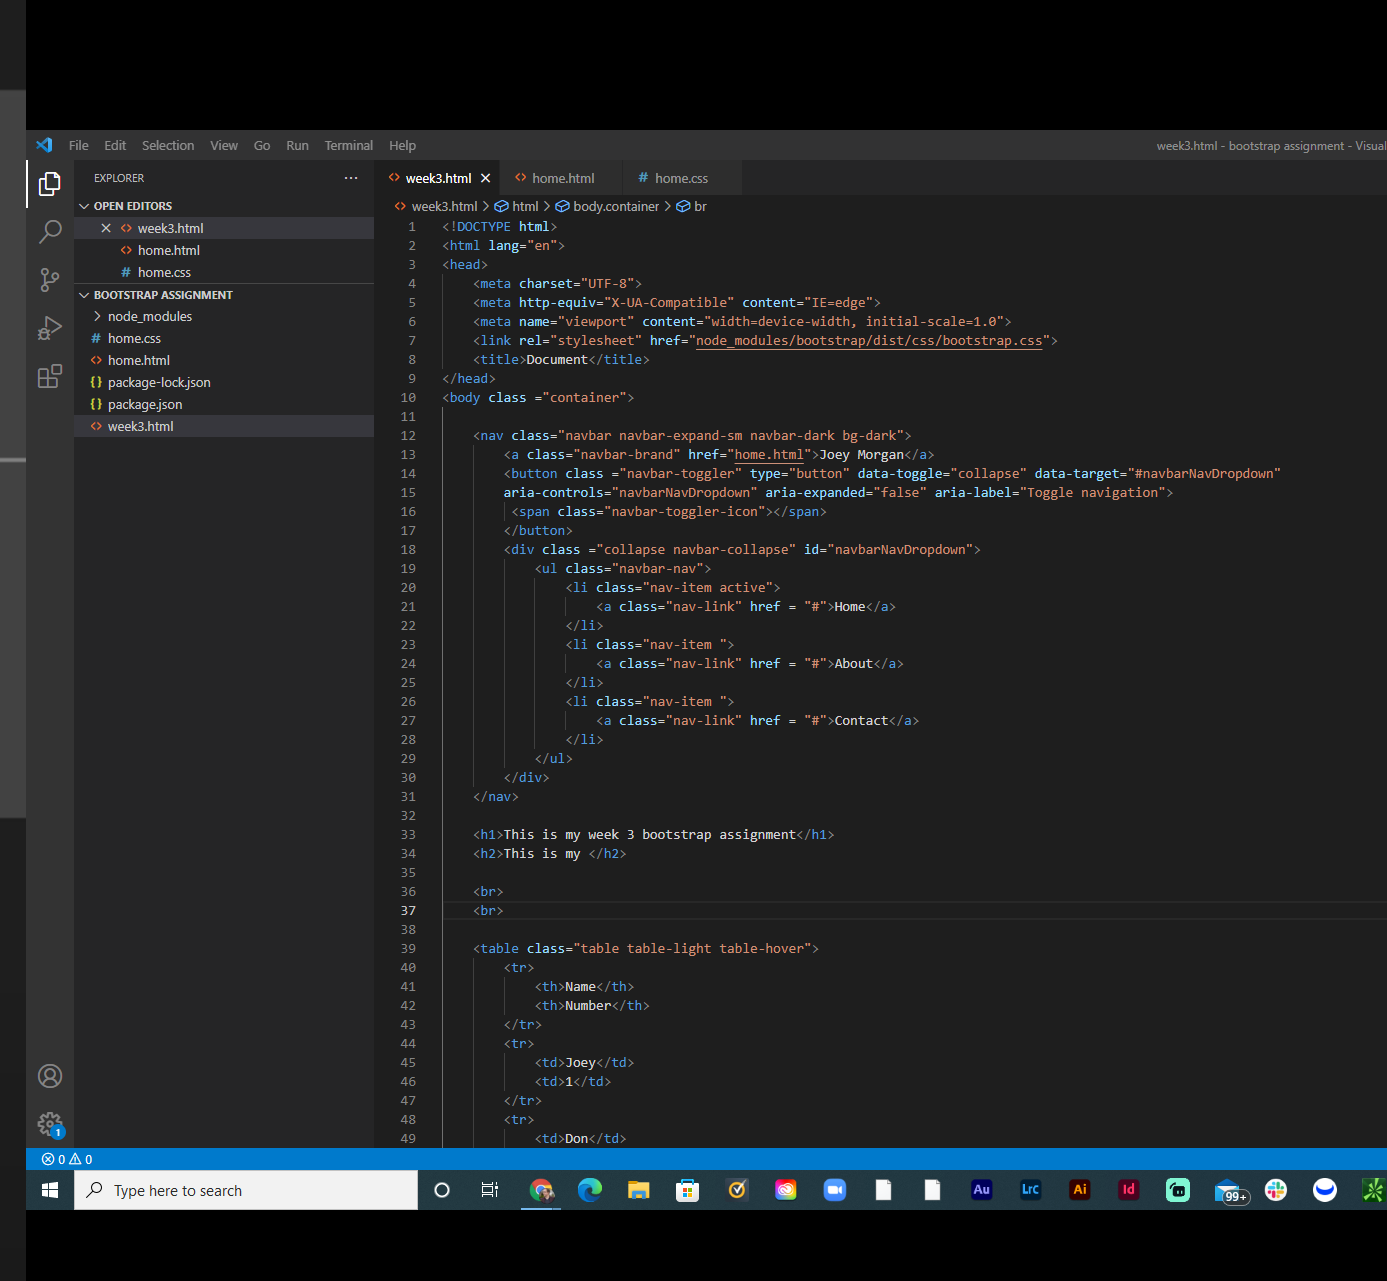 File Edit Selection View Go Run Terminal Help week3.html - bootstrap assignment - Visual
EXPLORER ...
OPEN EDITORS
week3.html
home.html
# home.css
BOOTSTRAP ASSIGNMENT
node_modules
# home.css
home.html
{} package-lock.json
{} package.json
week3.html
week3.html home.html # home.css
week3.html > html > body.container > br
1 <!DOCTYPE html>
2 <html lang="en">
3 <head>
4 <meta charset="UTF-8">
5 <meta http-equiv="X-UA-Compatible" content="IE=edge">
6 <meta name="viewport" content="width=device-width, initial-scale=1.0">
7 <link rel="stylesheet" href="node_modules/bootstrap/dist/css/bootstrap.css">
8 <title>Document</title>
9 </head>
10 <body class ="container">
11
12 <nav class="navbar navbar-expand-sm navbar-dark bg-dark">
13 <a class="navbar-brand" href="home.html">Joey Morgan</a>
14 <button class ="navbar-toggler" type="button" data-toggle="collapse" data-target="#navbarNavDropdown"
15 aria-controls="navbarNavDropdown" aria-expanded="false" aria-label="Toggle navigation">
16 <span class="navbar-toggler-icon"></span>
17 </button>
18 <div class ="collapse navbar-collapse" id="navbarNavDropdown">
19 <ul class="navbar-nav">
20 <li class="nav-item active">
21 <a class="nav-link" href = "#">Home</a>
22 </li>
23 <li class="nav-item ">
24 <a class="nav-link" href = "#">About</a>
25 </li>
26 <li class="nav-item ">
27 <a class="nav-link" href = "#">Contact</a>
28 </li>
29 </ul>
30 </div>
31 </nav>
32
33 <h1>This is my week 3 bootstrap assignment</h1>
34 <h2>This is my </h2>
35
36 <br>
37 <br>
38
39 <table class="table table-light table-hover">
40 <tr>
41 <th>Name</th>
42 <th>Number</th>
43 </tr>
44 <tr>
45 <td>Joey</td>
46 <td>1</td>
47 </tr>
48 <tr>
49 <td>Don</td>
1
0 0
Type here to search Au LrC Ai Id 99+